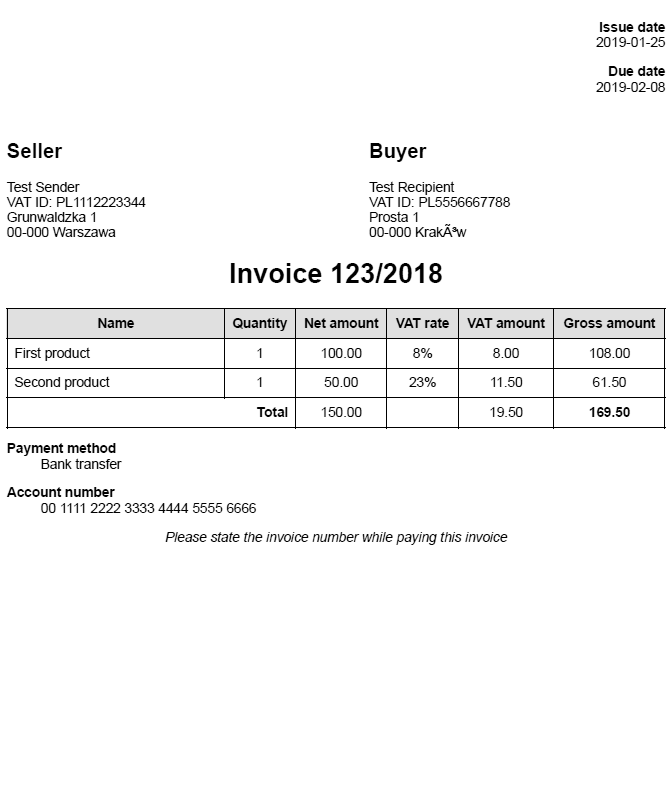 Issue date
2019-01-25
Due date
2019-02-08
Seller
Test Sender
VAT ID: PL1112223344
Grunwaldzka 1
00-000 Warszawa
Buyer
Test Recipient
VAT ID: PL5556667788
Prosta 1
00-000 KrakÃ³w
Invoice 123/2018
Name Quantity Net amount VAT rate VAT amount Gross amount
First product 1 100.00 8% 8.00 108.00
Second product 1 50.00 23% 11.50 61.50
Total 150.00 19.50 169.50
Payment method
Bank transfer
Account number
00 1111 2222 3333 4444 5555 6666
Please state the invoice number while paying this invoice